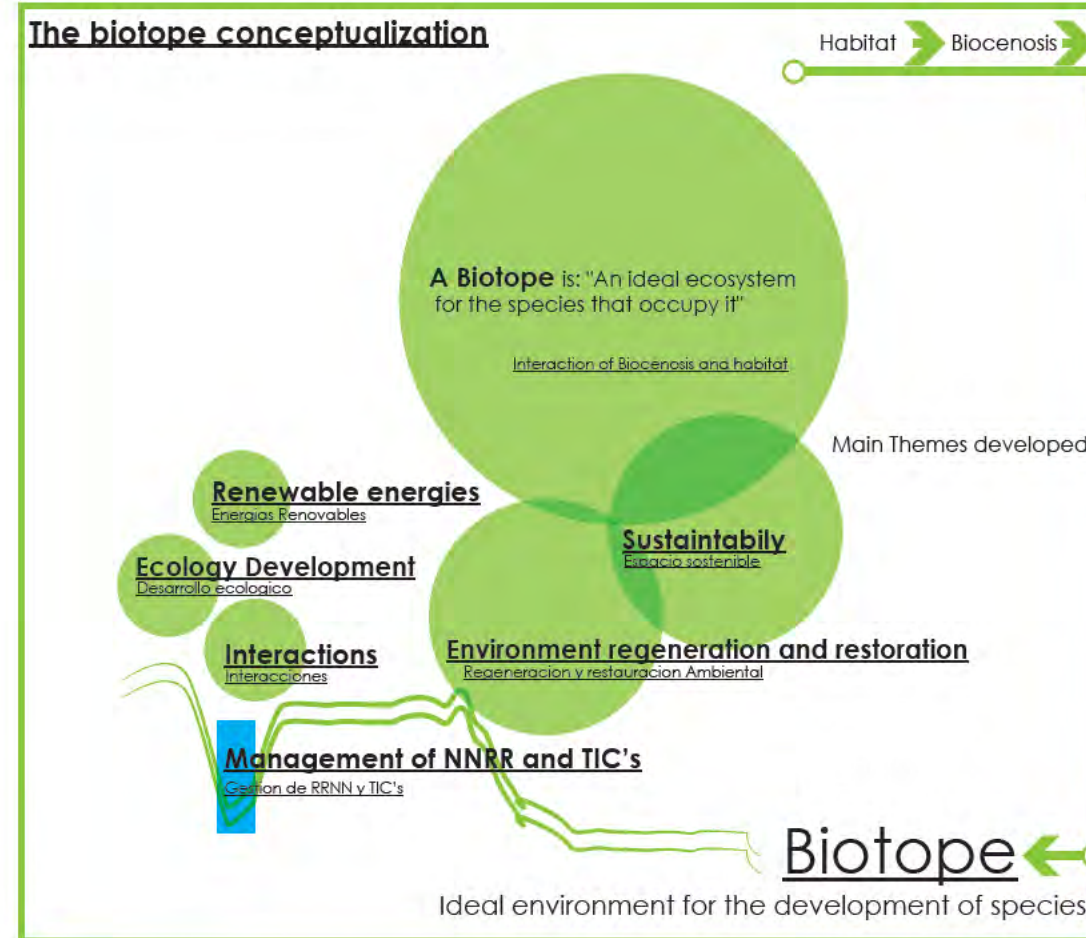 The biotope conceptualization
Habitat
Biocenosis
A Biotope is: "An ideal ecosystem
for the species that occupy it"
Interaction of Biocenosis and habitat
Main Themes developed
Renewable energies
Energias Renovables
Sustaintabily
Espacio sostenible
Ecology Development
Desarrollo ecologico
Interactions
Interacciones
Environment regeneration and restoration
Regeneracion y restauracion Ambiental
Management of NNRR and TIC's
Gestion de RRNN y TIC's
Biotope
Ideal environment for the development of species